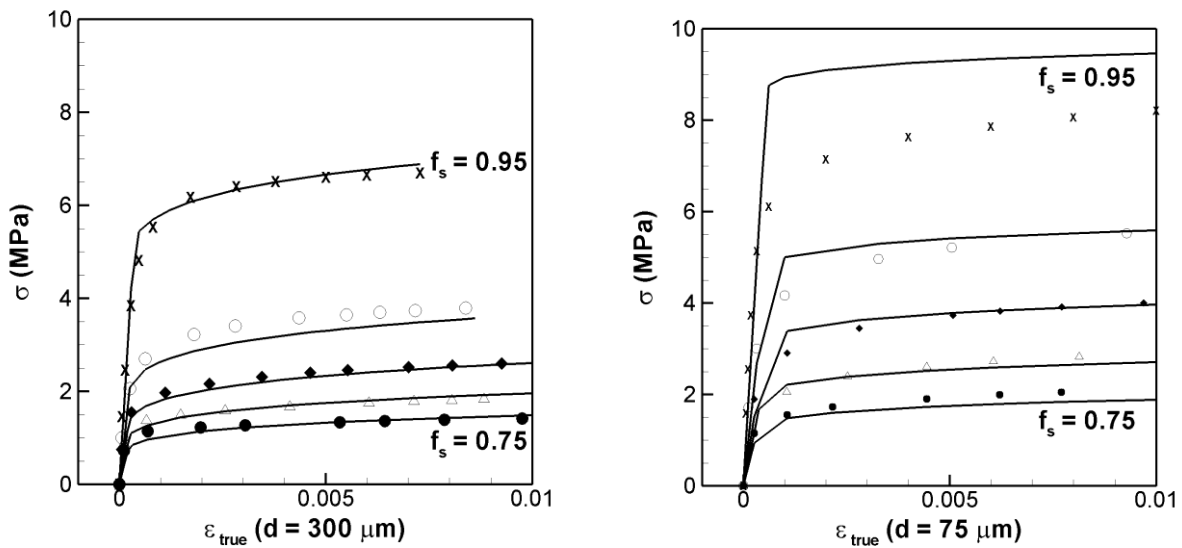 10
8
6
4
2
0
σ (MPa)
f_s = 0.95
f_s = 0.75
0
0.005
0.01
ε_true (d = 300 μm)
10
8
6
4
2
0
σ (MPa)
f_s = 0.95
f_s = 0.75
0
0.005
0.01
ε_true (d = 75 μm)